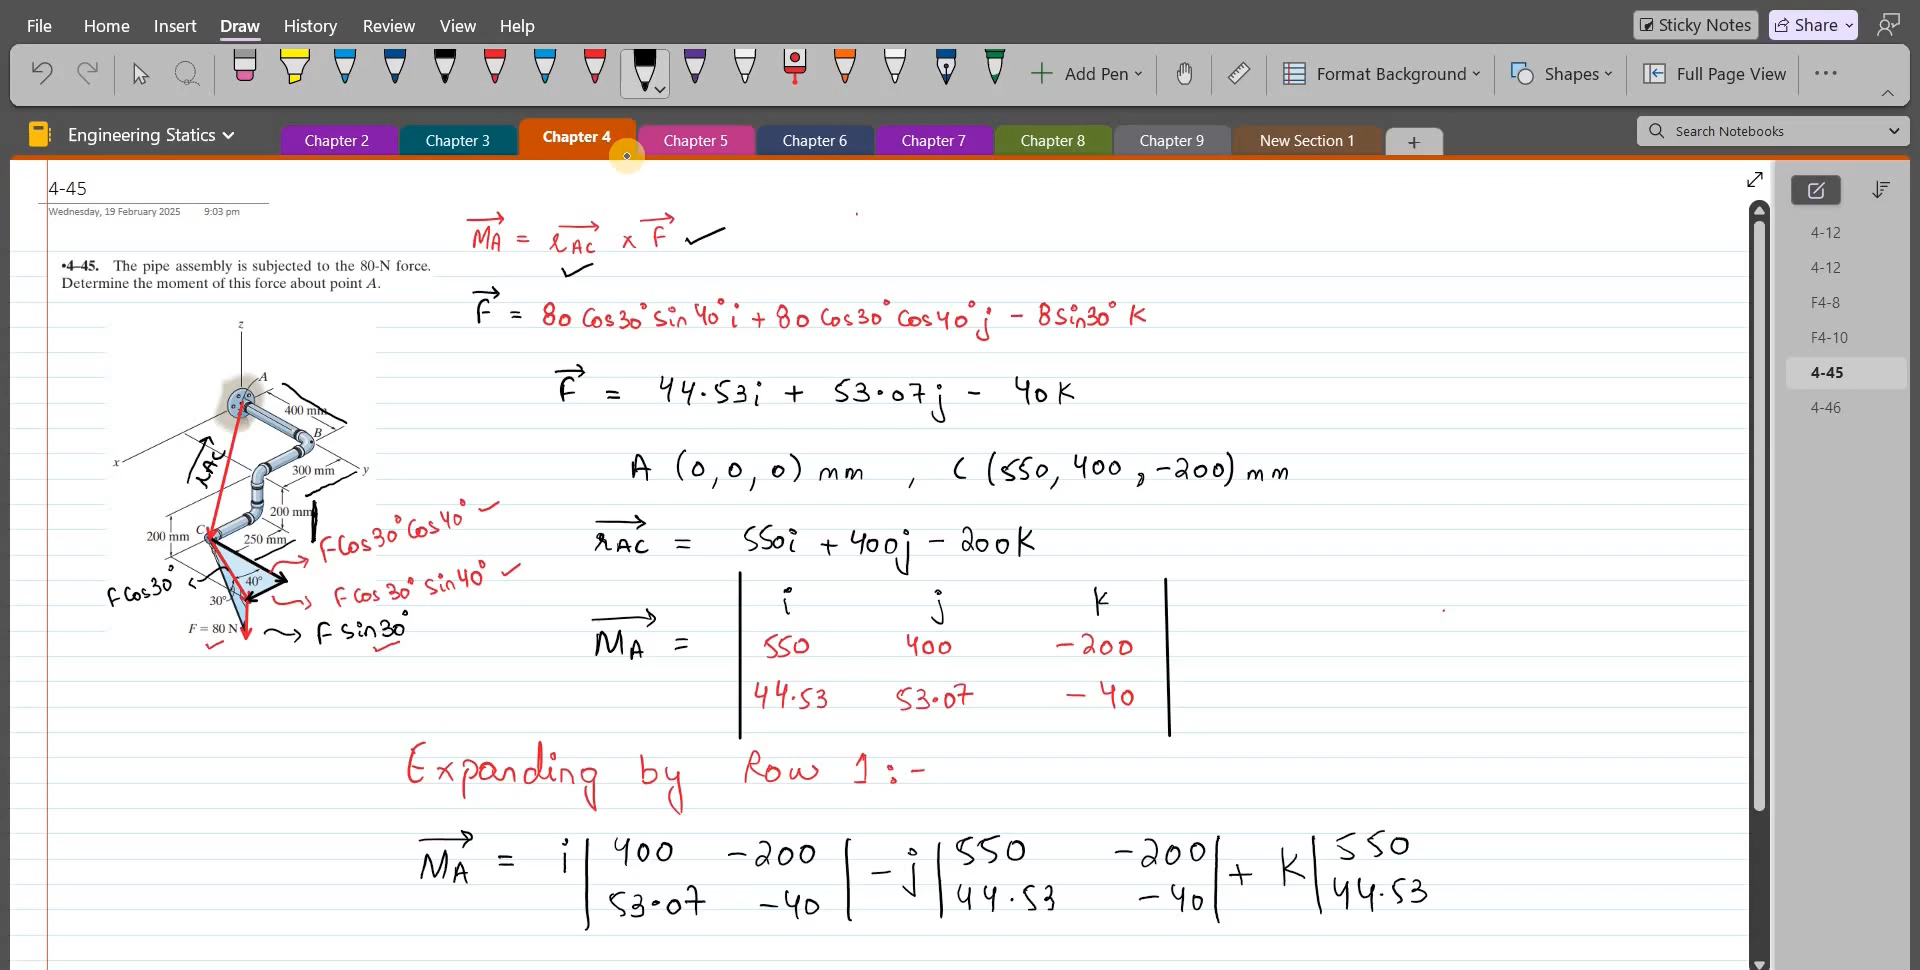 File Home Insert Draw History Review View Help Sticky Notes Share
Add Pen Format Background Shapes Full Page View
Engineering Statics Chapter 2 Chapter 3 Chapter 4 Chapter 5 Chapter 6 Chapter 7 Chapter 8 Chapter 9 New Section 1 + Search Notebooks
4-45
Wednesday, 19 February 2025 9:03 pm
•4–45. The pipe assembly is subjected to the 80-N force.
Determine the moment of this force about point A.
z
A
400 mm
B
x
y
300 mm
200 mm
C
200 mm
250 mm
40°
30°
F = 80 N
rAC
F Cos30° Cos40°
F Cos30° Sin40°
F Cos30°
F Sin30°
MA = rAC x F
F = 80 Cos30° Sin40° i + 80 Cos30° Cos40° j - 8Sin30° K
F = 44.53i + 53.07j - 40K
A (0, 0, 0) mm , C (550, 400, -200) mm
rAC = 550i + 400j - 200K
i j K
MA = 550 400 -200
44.53 53.07 -40
Expanding by Row 1:-
MA = i | 400 -200 | - j | 550 -200 | + K | 550
53.07 -40 44.53 -40 44.53
4-12
4-12
F4-8
F4-10
4-45
4-46